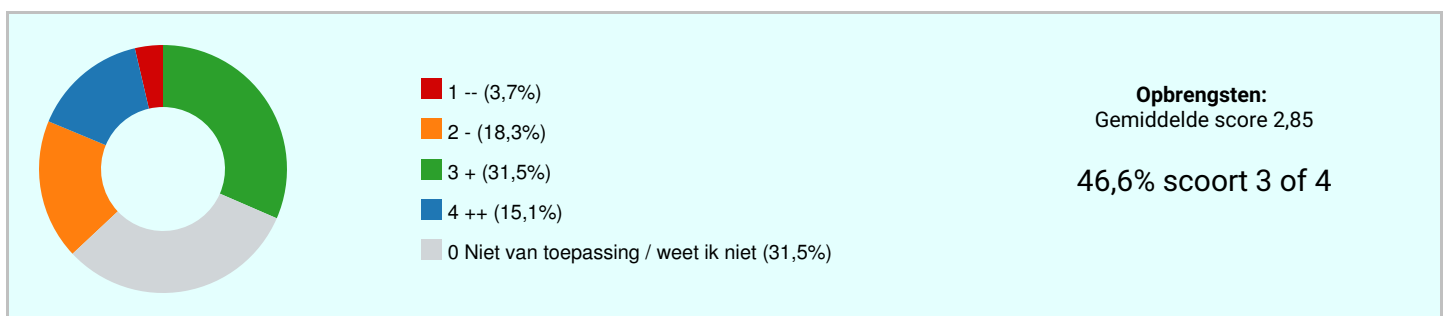 1 -- (3,7%)
2 - (18,3%)
3 + (31,5%)
4 ++ (15,1%)
0 Niet van toepassing / weet ik niet (31,5%)
Opbrengsten:
Gemiddelde score 2,85
46,6% scoort 3 of 4